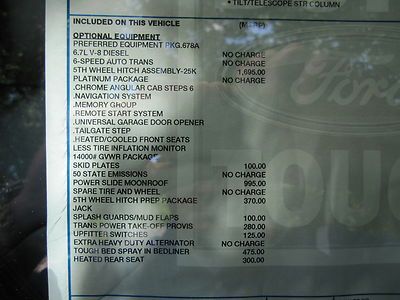 • TILT/TELESCOPE STR COLUMN
INCLUDED ON THIS VEHICLE (MSRP)
OPTIONAL EQUIPMENT
PREFERRED EQUIPMENT PKG.678A
6.7L V-8 DIESEL NO CHARGE
6-SPEED AUTO TRANS NO CHARGE
5TH WHEEL HITCH ASSEMBLY-25K 1,695.00
PLATINUM PACKAGE NO CHARGE
.CHROME ANGULAR CAB STEPS 6
.NAVIGATION SYSTEM
.MEMORY GROUP
.REMOTE START SYSTEM
.UNIVERSAL GARAGE DOOR OPENER
.TAILGATE STEP
.HEATED/COOLED FRONT SEATS
LESS TIRE INFLATION MONITOR
14000# GVWR PACKAGE
SKID PLATES 100.00
50 STATE EMISSIONS NO CHARGE
POWER SLIDE MOONROOF 995.00
SPARE TIRE AND WHEEL NO CHARGE
5TH WHEEL HITCH PREP PACKAGE 370.00
JACK
SPLASH GUARDS/MUD FLAPS 100.00
TRANS POWER TAKE-OFF PROVIS 280.00
UPFITTER SWITCHES 125.00
EXTRA HEAVY DUTY ALTERNATOR NO CHARGE
TOUGH BED SPRAY IN BEDLINER 475.00
HEATED REAR SEAT 300.00